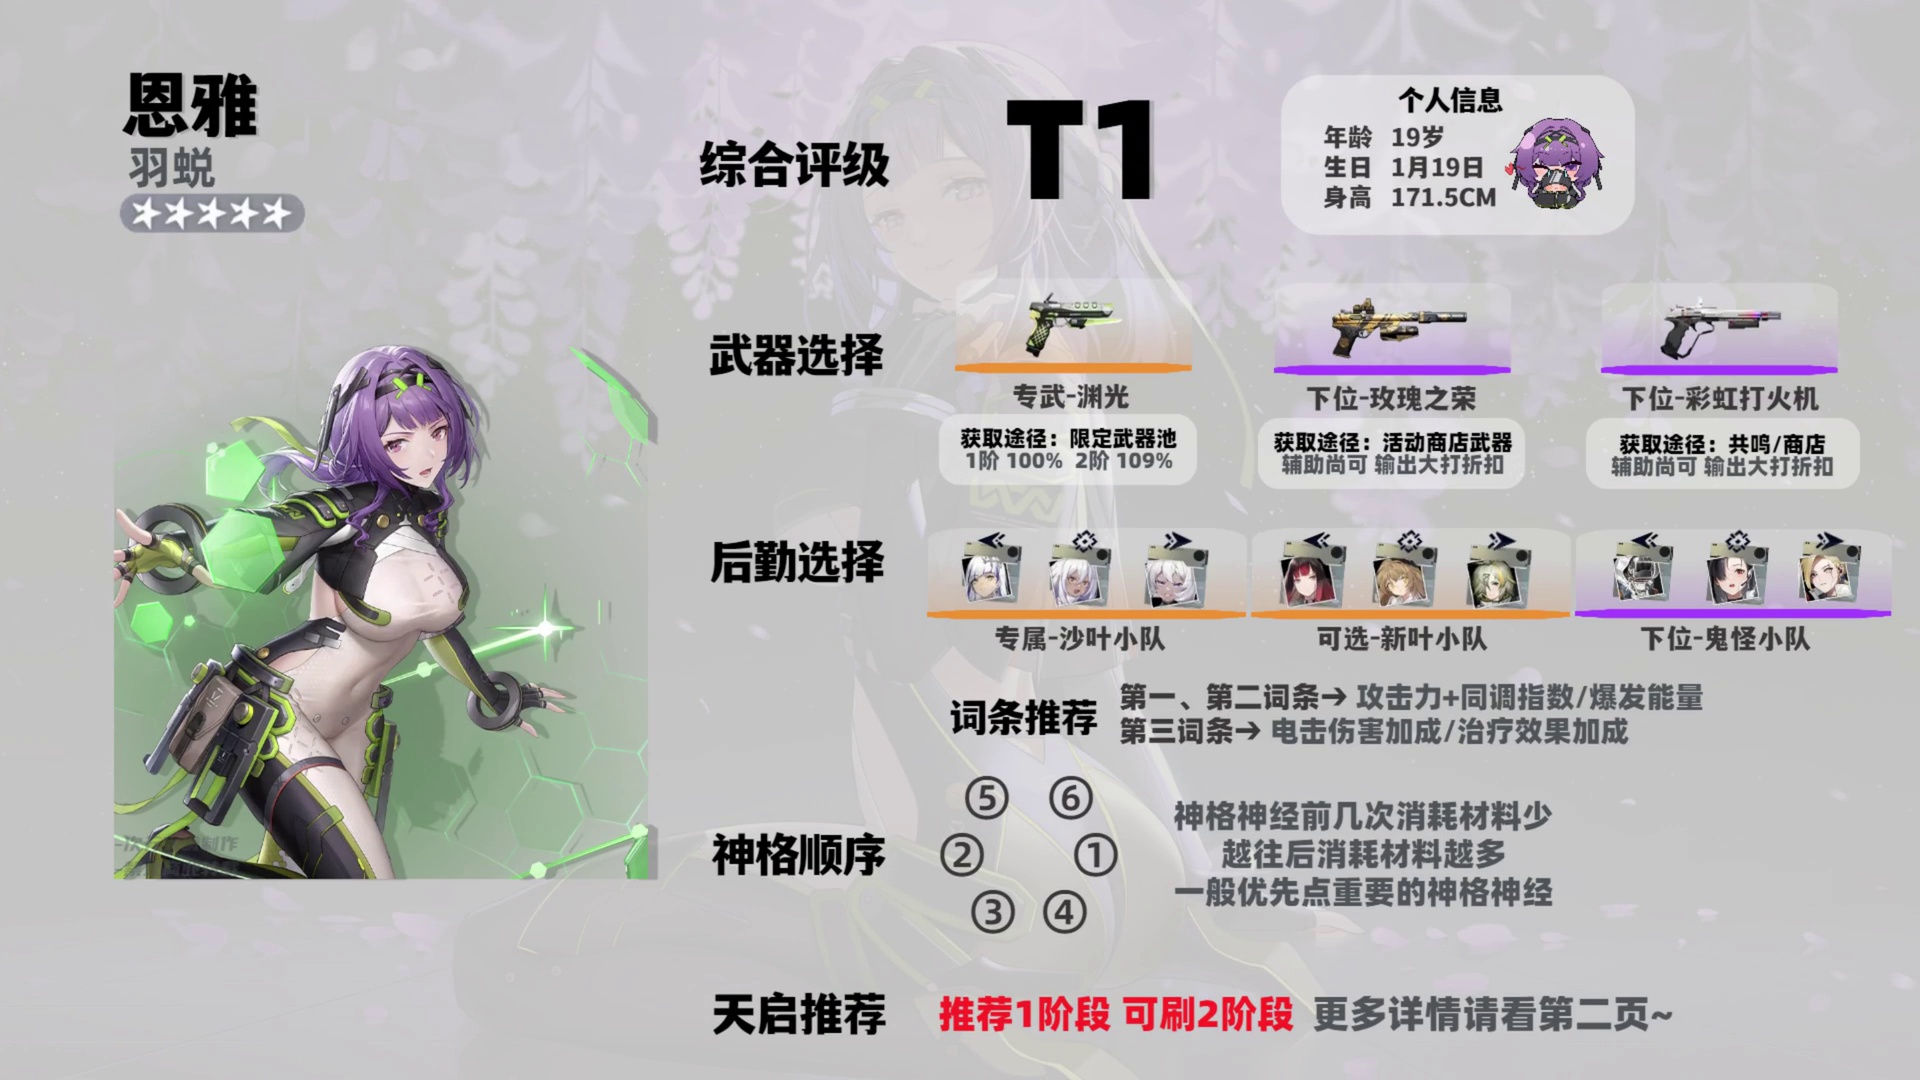 恩雅
羽蜕
综合评级
T1
个人信息
年龄 19岁
生日 1月19日
身高 171.5CM
武器选择
专武-渊光
获取途径：限定武器池
1阶 100% 2阶 109%
下位-玫瑰之荣
获取途径：活动商店武器
辅助尚可 输出大打折扣
下位-彩虹打火机
获取途径：共鸣/商店
辅助尚可 输出大打折扣
后勤选择
专属-沙叶小队
可选-新叶小队
下位-鬼怪小队
词条推荐
第一、第二词条→ 攻击力+同调指数/爆发能量
第三词条→ 电击伤害加成/治疗效果加成
神格顺序
⑤ ⑥
② ①
③ ④
神格神经前几次消耗材料少
越往后消耗材料越多
一般优先点重要的神格神经
天启推荐
推荐1阶段 可刷2阶段 更多详情请看第二页~
制作